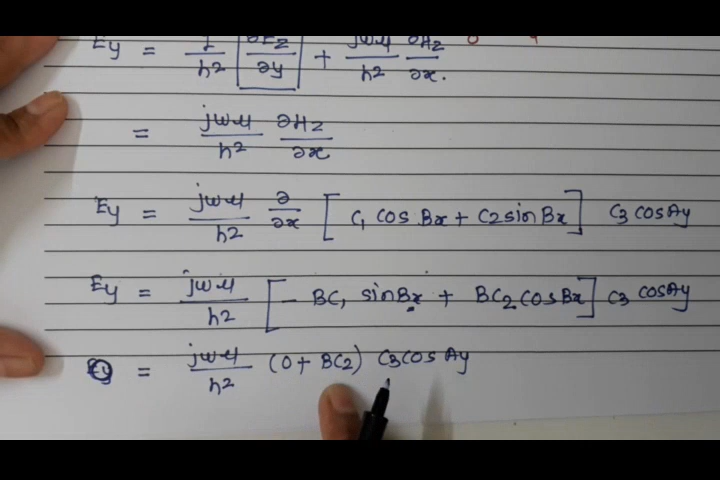 Ey = 1/h² ∂Ez/∂y + jωμ/h² ∂Hz/∂x.
= jωμ/h² ∂Hz/∂x
Ey = jωμ/h² ∂/∂x [C1 cos Bx + C2 sin Bx] C3 cos Ay
Ey = jωμ/h² [- BC1 sin Bx + BC2 cos Bx] C3 cos Ay
= jωμ/h² (0 + BC2) C3 cos Ay